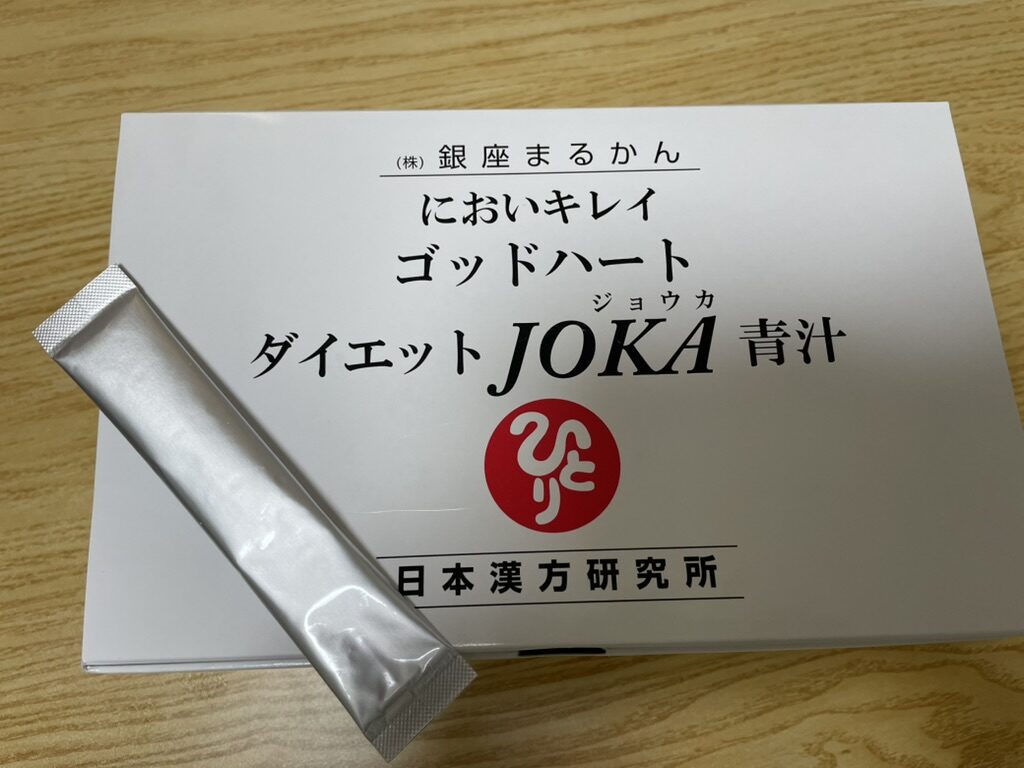 (株)銀座まるかん
においキレイ
ゴッドハート
ジョウカ
ダイエットJOKA青汁
ひとり
日本漢方研究所